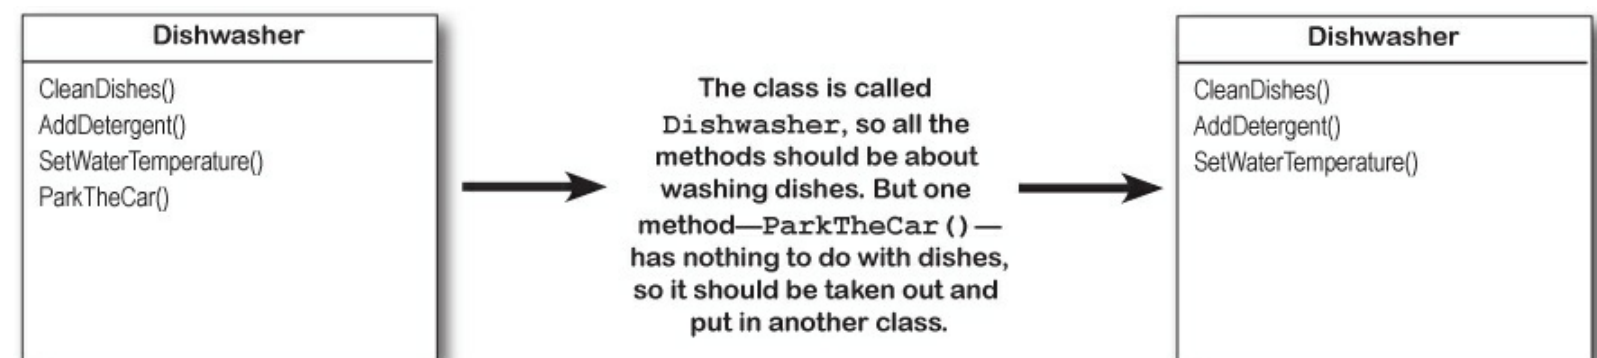 Dishwasher
CleanDishes()
AddDetergent()
SetWaterTemperature()
ParkTheCar()
The class is called
Dishwasher, so all the
methods should be about
washing dishes. But one
method—ParkTheCar()—
has nothing to do with dishes,
so it should be taken out and
put in another class.
Dishwasher
CleanDishes()
AddDetergent()
SetWaterTemperature()